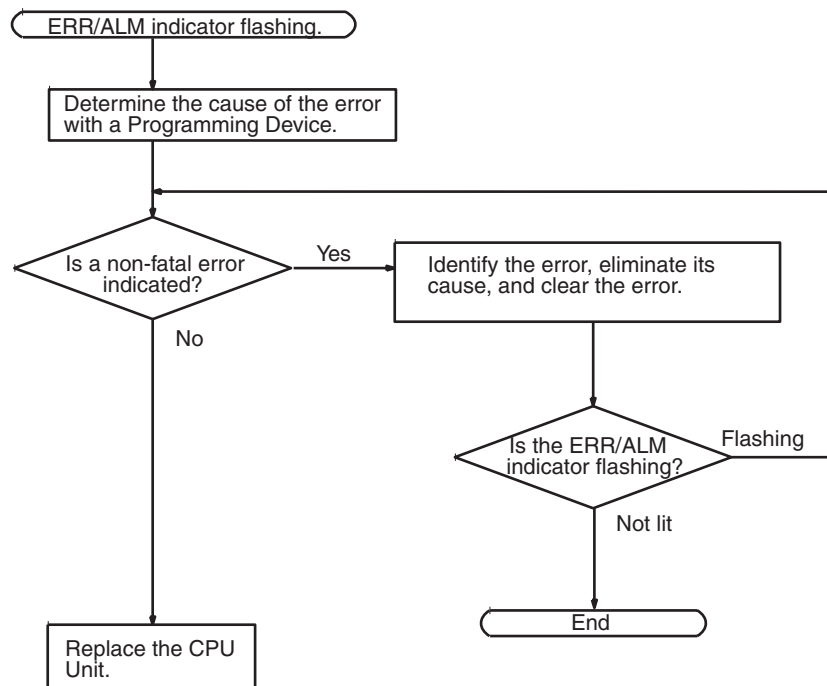 ERR/ALM indicator flashing.
Determine the cause of the error
with a Programming Device.
Is a non-fatal error
indicated?
Yes
Identify the error, eliminate its
cause, and clear the error.
No
Is the ERR/ALM
indicator flashing?
Flashing
Not lit
End
Replace the CPU
Unit.